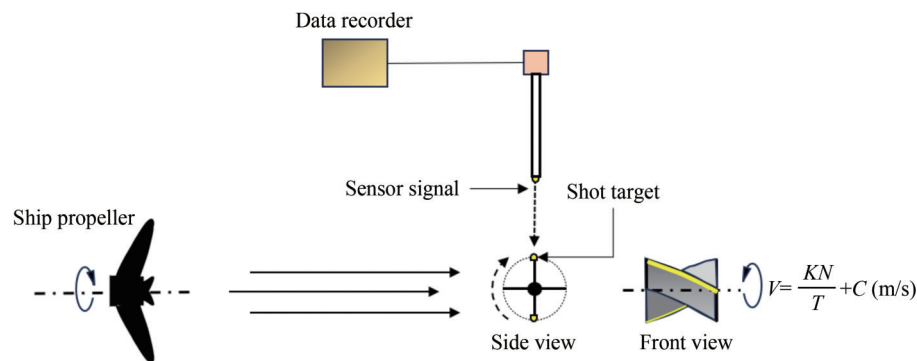 Data recorder
Sensor signal
Shot target
Ship propeller
V= KN/T +C (m/s)
Side view
Front view